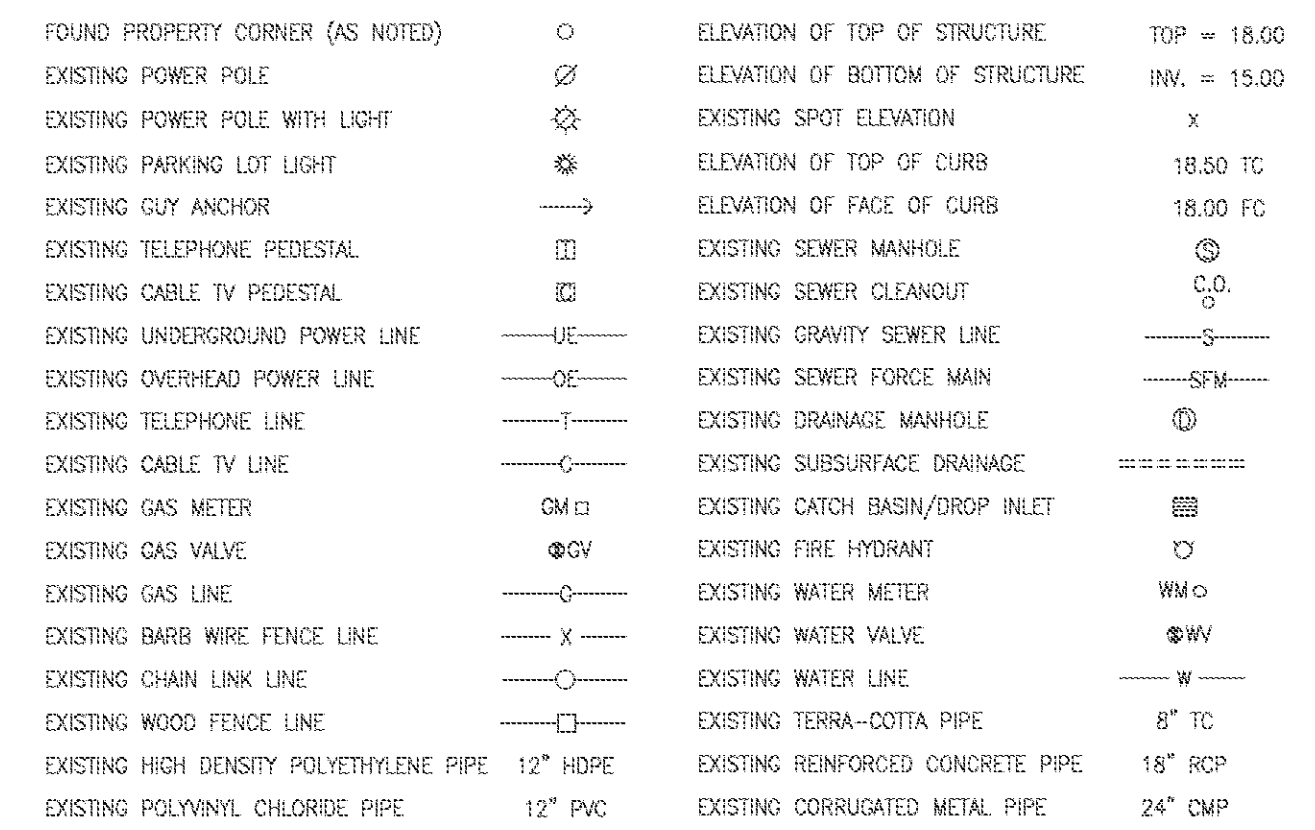 FOUND PROPERTY CORNER (AS NOTED)
EXISTING POWER POLE
EXISTING POWER POLE WITH LIGHT
EXISTING PARKING LOT LIGHT
EXISTING GUY ANCHOR
EXISTING TELEPHONE PEDESTAL T
EXISTING CABLE TV PEDESTAL C
EXISTING UNDERGROUND POWER LINE UE
EXISTING OVERHEAD POWER LINE OE
EXISTING TELEPHONE LINE T
EXISTING CABLE TV LINE C
EXISTING GAS METER GM
EXISTING GAS VALVE GV
EXISTING GAS LINE G
EXISTING BARB WIRE FENCE LINE X
EXISTING CHAIN LINK LINE
EXISTING WOOD FENCE LINE
EXISTING HIGH DENSITY POLYETHYLENE PIPE 12" HDPE
EXISTING POLYVINYL CHLORIDE PIPE 12" PVC
ELEVATION OF TOP OF STRUCTURE TOP = 18.00
ELEVATION OF BOTTOM OF STRUCTURE INV. = 15.00
EXISTING SPOT ELEVATION X
ELEVATION OF TOP OF CURB 18.50 TC
ELEVATION OF FACE OF CURB 18.00 FC
EXISTING SEWER MANHOLE S
EXISTING SEWER CLEANOUT C.O.
EXISTING GRAVITY SEWER LINE S
EXISTING SEWER FORCE MAIN SFM
EXISTING DRAINAGE MANHOLE D
EXISTING SUBSURFACE DRAINAGE
EXISTING CATCH BASIN/DROP INLET
EXISTING FIRE HYDRANT
EXISTING WATER METER WM
EXISTING WATER VALVE WV
EXISTING WATER LINE W
EXISTING TERRA-COTTA PIPE 8" TC
EXISTING REINFORCED CONCRETE PIPE 18" RCP
EXISTING CORRUGATED METAL PIPE 24" CMP